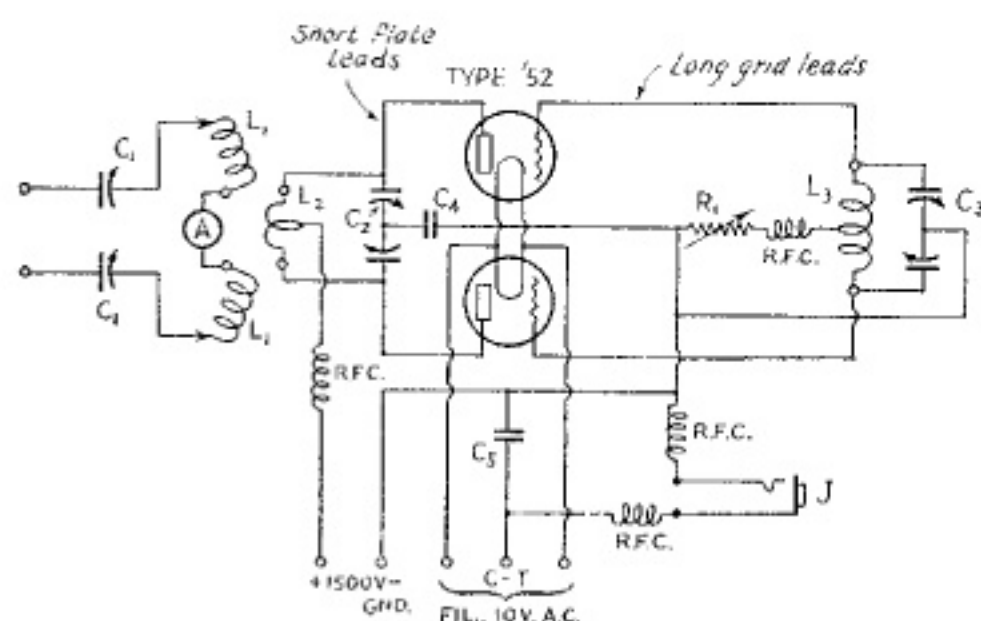 Short Plate
Leads
TYPE '52
Long grid leads
C₁
L₁
L₂
C₂
C₄
R₁
L₃
C₃
R.F.C.
A
C₁
L₁
R.F.C.
C₅
R.F.C.
J
R.F.C.
+1500V-
GND.
C-T
FIL., 10V. A.C.